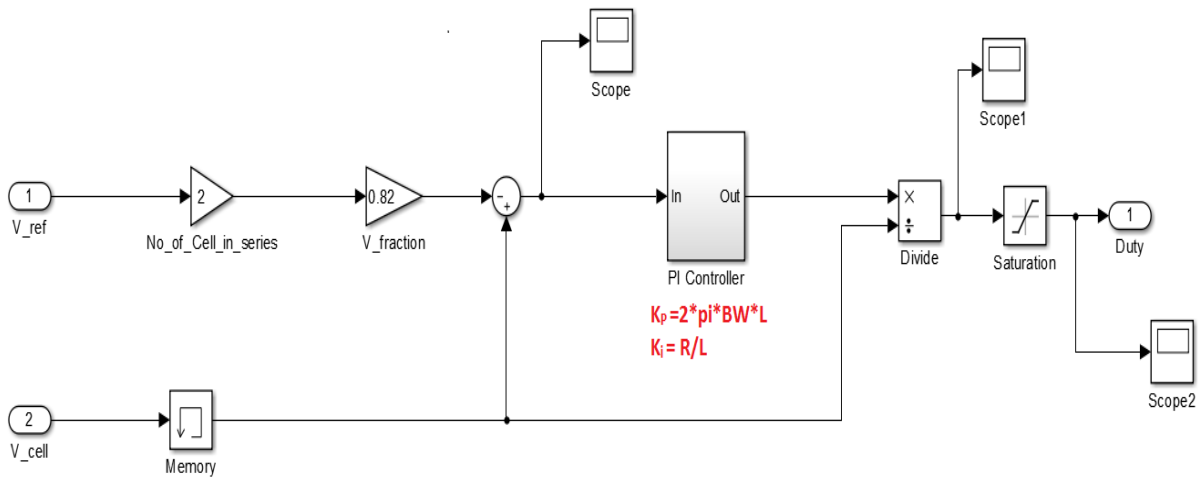 Scope
Scope1
1
V_ref
2
No_of_Cell_in_series
0.82
V_fraction
-
+
In
Out
PI Controller
Kp =2*pi*BW*L
Ki = R/L
×
÷
Divide
Saturation
1
Duty
Scope2
2
V_cell
Memory